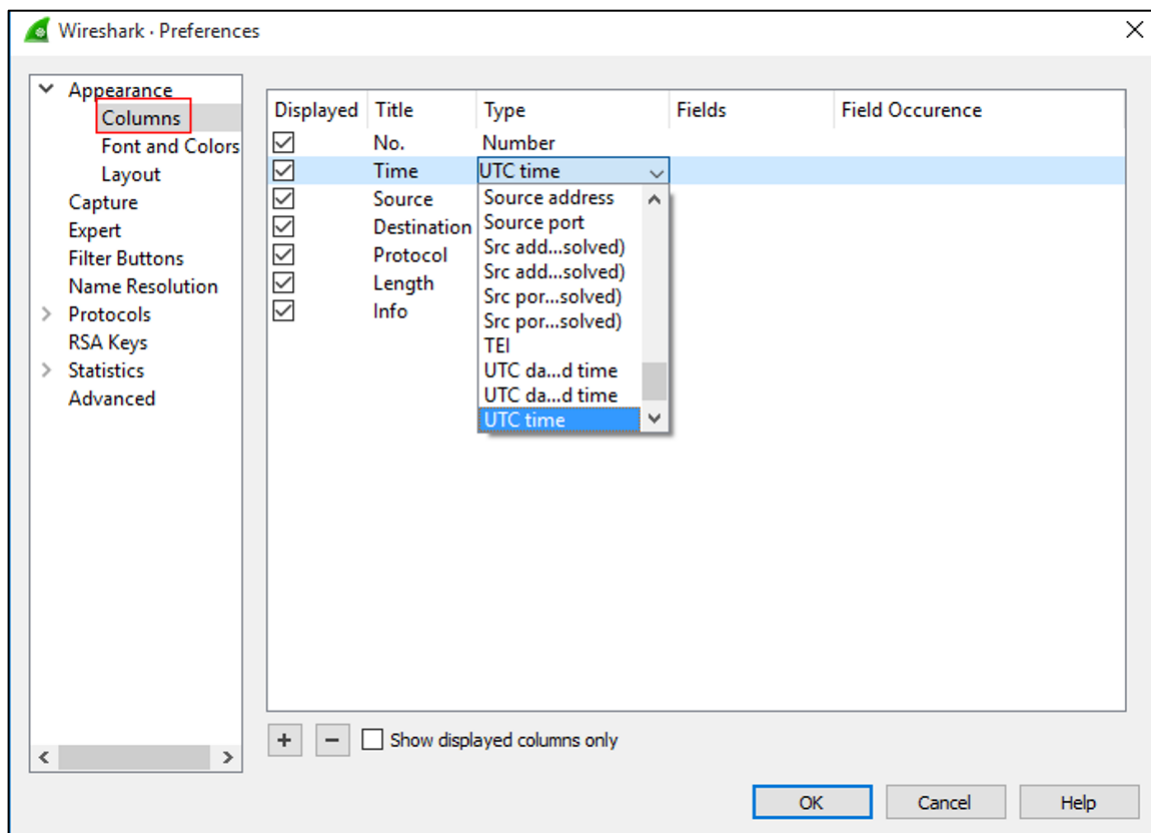 Wireshark · Preferences
Appearance
Columns
Font and Colors
Layout
Capture
Expert
Filter Buttons
Name Resolution
Protocols
RSA Keys
Statistics
Advanced
Displayed Title Type Fields Field Occurence
No. Number
Time UTC time
Source
Destination
Protocol
Length
Info
Source address
Source port
Src add...solved)
Src add...solved)
Src por...solved)
Src por...solved)
TEI
UTC da...d time
UTC da...d time
UTC time
+ − Show displayed columns only
OK Cancel Help